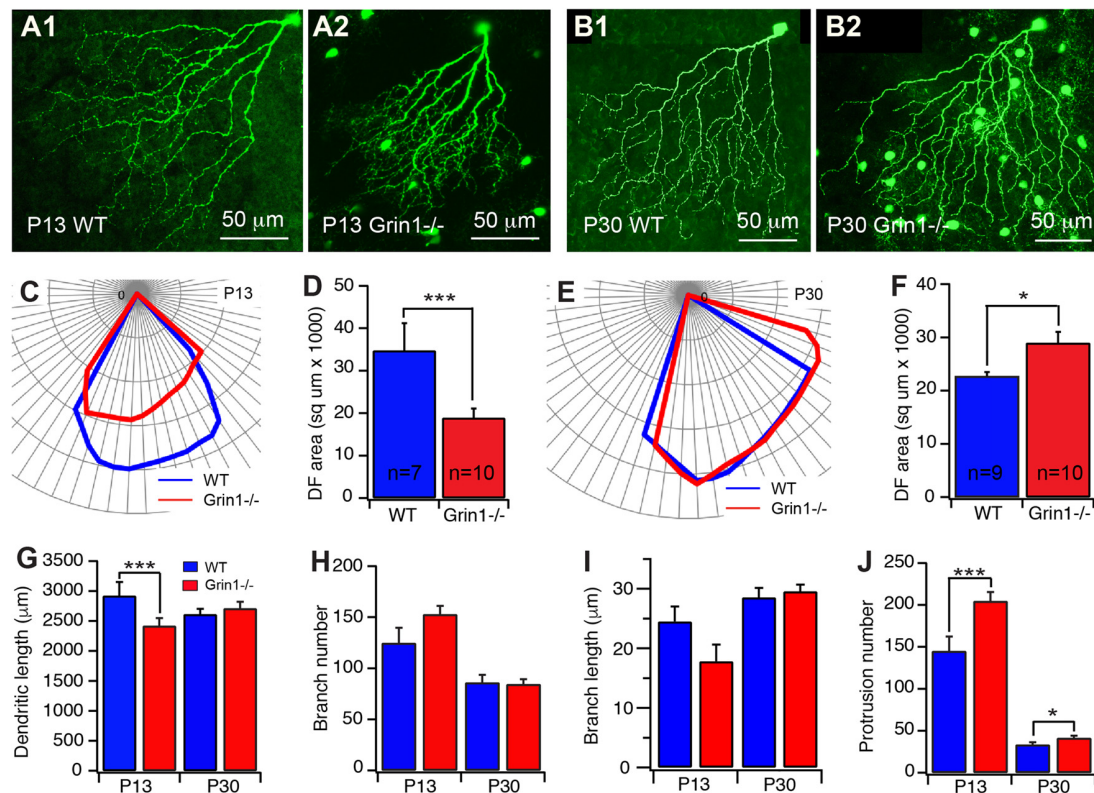 A1
A2
B1
B2
P13 WT
50 μm
P13 Grin1-/-
50 μm
P30 WT
50 μm
P30 Grin1-/-
50 μm
C
0
P13
WT
Grin1-/-
D
DF area (sq um x 1000)
50
40
30
20
10
0
***
n=7
n=10
WT
Grin1-/-
E
0
P30
WT
Grin1-/-
F
DF area (sq um x 1000)
40
30
20
10
0
*
n=9
n=10
WT
Grin1-/-
G
Dendritic length (μm)
3500
3000
2500
2000
1500
1000
500
0
***
WT
Grin1-/-
P13
P30
H
Branch number
200
150
100
50
0
P13
P30
I
Branch length (μm)
30
20
10
0
P13
P30
J
Protrusion number
250
200
150
100
50
0
***
*
P13
P30